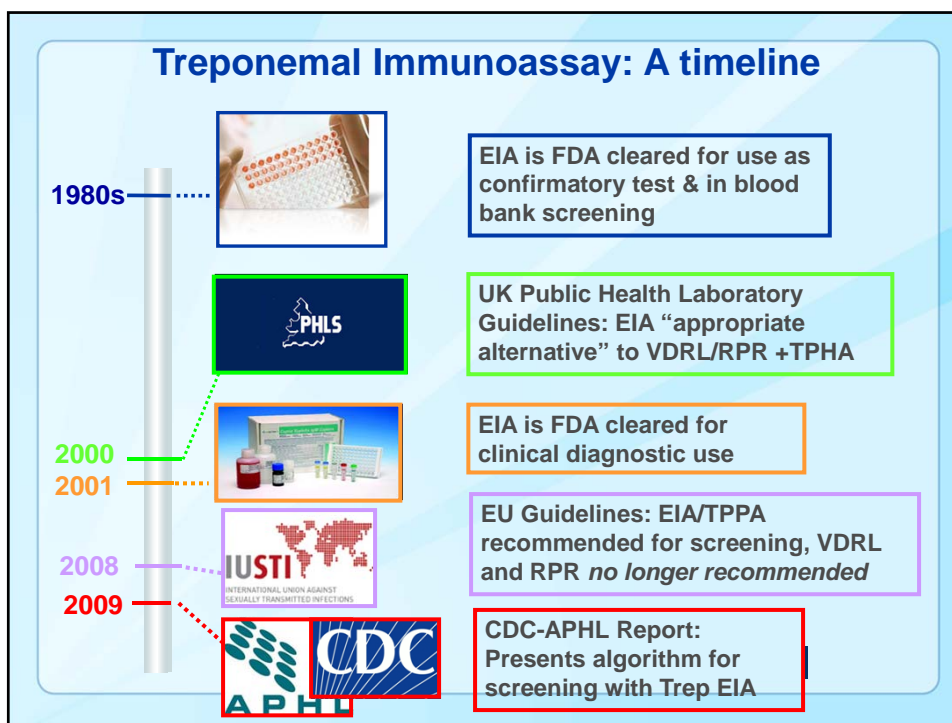 Treponemal Immunoassay: A timeline
1980s
EIA is FDA cleared for use as
confirmatory test & in blood
bank screening
PHLS
UK Public Health Laboratory
Guidelines: EIA “appropriate
alternative” to VDRL/RPR +TPHA
2000
2001
EIA is FDA cleared for
clinical diagnostic use
2008
IUSTI
INTERNATIONAL UNION AGAINST
SEXUALLY TRANSMITTED INFECTIONS
EU Guidelines: EIA/TPPA
recommended for screening, VDRL
and RPR no longer recommended
2009
APHL
CDC
CDC-APHL Report:
Presents algorithm for
screening with Trep EIA